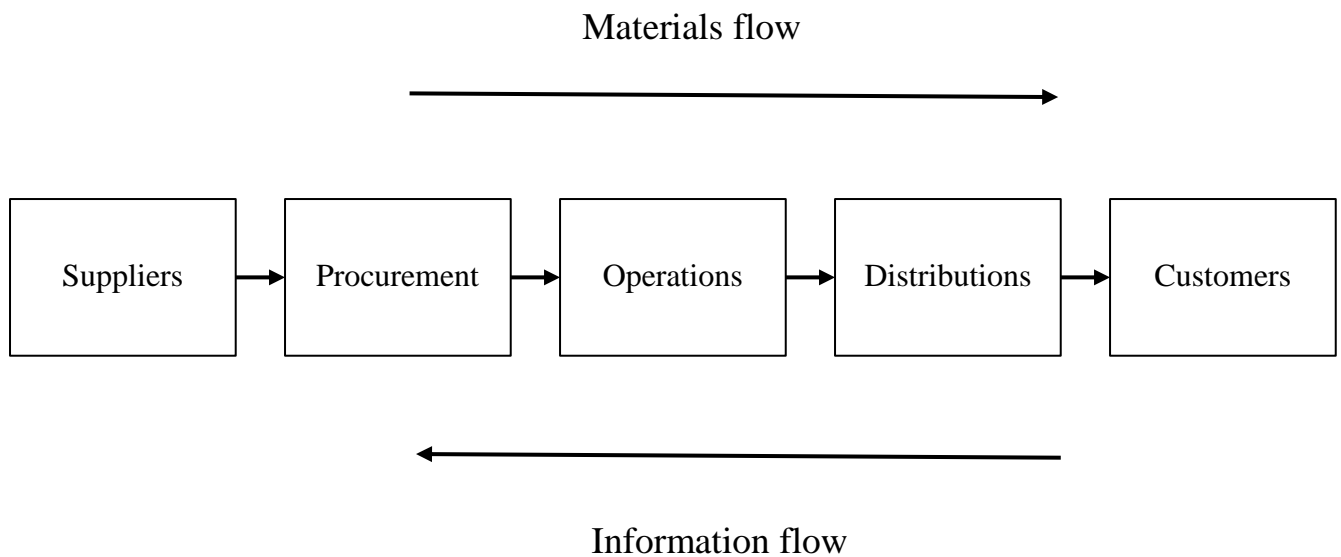 Materials flow
Suppliers
Procurement
Operations
Distributions
Customers
Information flow